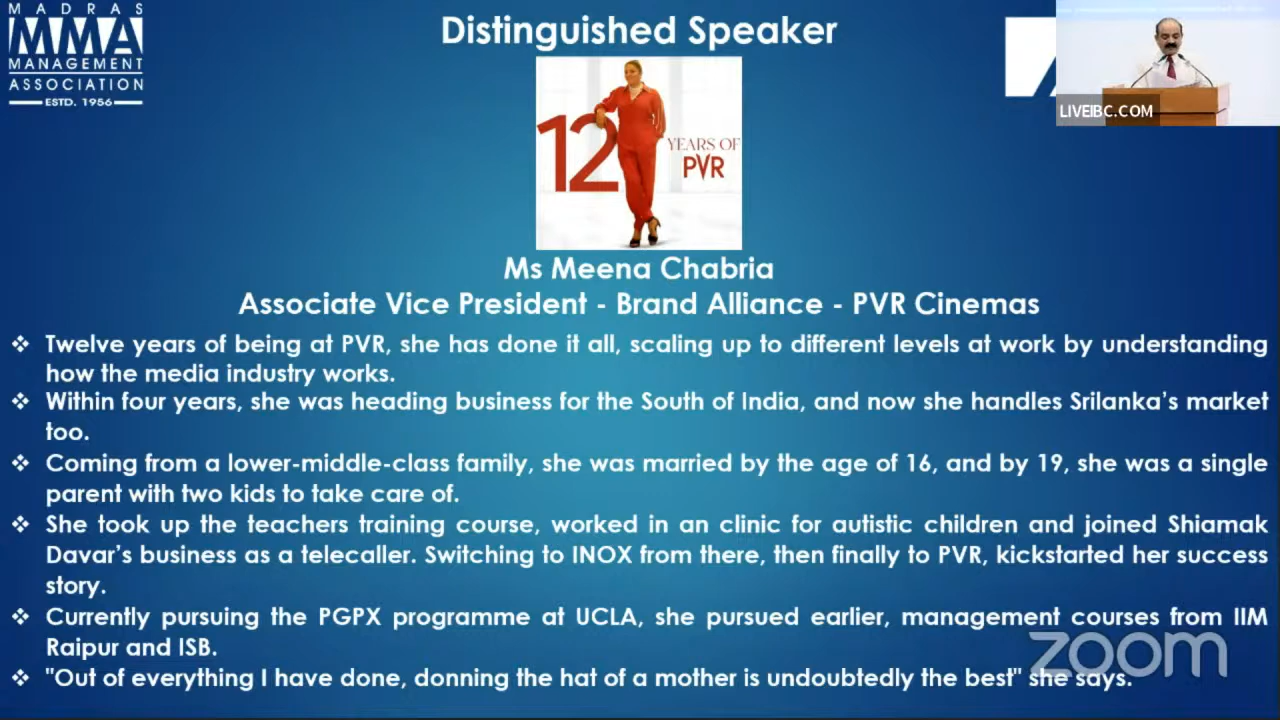 MADRAS
MMA
MANAGEMENT
ASSOCIATION
ESTD. 1956
Distinguished Speaker
LIVEIBC.COM
12
YEARS OF
PVR
Ms Meena Chabria
Associate Vice President - Brand Alliance - PVR Cinemas
❖ Twelve years of being at PVR, she has done it all, scaling up to different levels at work by understanding
how the media industry works.
❖ Within four years, she was heading business for the South of India, and now she handles Srilanka's market
too.
❖ Coming from a lower-middle-class family, she was married by the age of 16, and by 19, she was a single
parent with two kids to take care of.
❖ She took up the teachers training course, worked in an clinic for autistic children and joined Shiamak
Davar's business as a telecaller. Switching to INOX from there, then finally to PVR, kickstarted her success
story.
❖ Currently pursuing the PGPX programme at UCLA, she pursued earlier, management courses from IIM
Raipur and ISB.
❖ "Out of everything I have done, donning the hat of a mother is undoubtedly the best" she says.
zoom